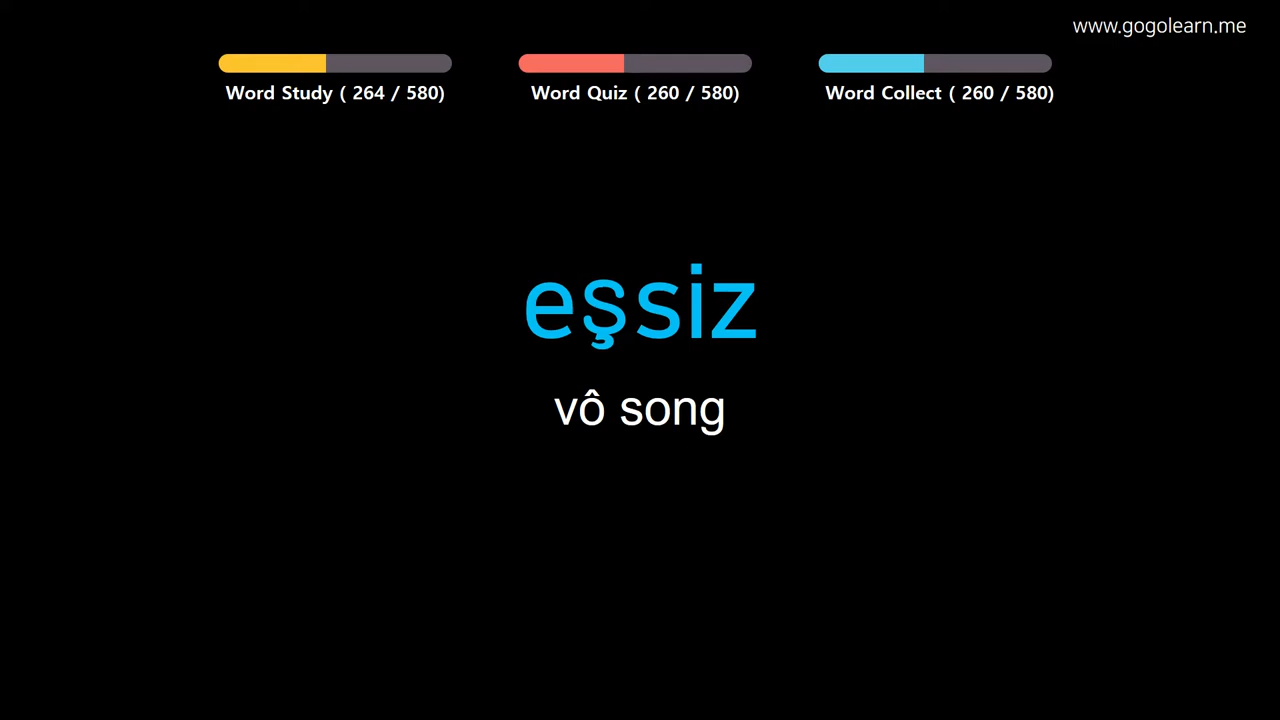 www.gogolearn.me
Word Study ( 264 / 580)
Word Quiz ( 260 / 580)
Word Collect ( 260 / 580)
eşsiz
vô song